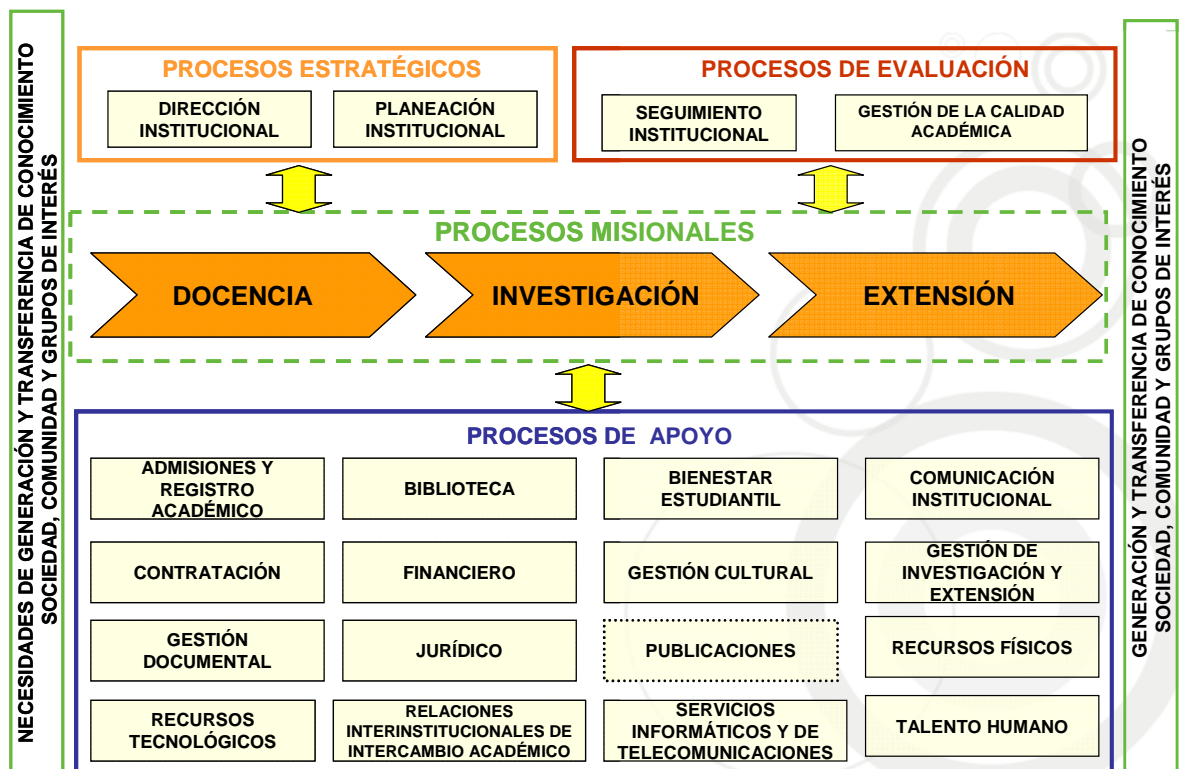 NECESIDADES DE GENERACIÓN Y TRANSFERENCIA DE CONOCIMIENTO
SOCIEDAD, COMUNIDAD Y GRUPOS DE INTERÉS
PROCESOS ESTRATÉGICOS
DIRECCIÓN
INSTITUCIONAL
PLANEACIÓN
INSTITUCIONAL
PROCESOS DE EVALUACIÓN
SEGUIMIENTO
INSTITUCIONAL
GESTIÓN DE LA CALIDAD
ACADÉMICA
PROCESOS MISIONALES
DOCENCIA
INVESTIGACIÓN
EXTENSIÓN
PROCESOS DE APOYO
ADMISIONES Y
REGISTRO
ACADÉMICO
BIBLIOTECA
BIENESTAR
ESTUDIANTIL
COMUNICACIÓN
INSTITUCIONAL
CONTRATACIÓN
FINANCIERO
GESTIÓN CULTURAL
GESTIÓN DE
INVESTIGACIÓN Y
EXTENSIÓN
GESTIÓN
DOCUMENTAL
JURÍDICO
PUBLICACIONES
RECURSOS FÍSICOS
RECURSOS
TECNOLÓGICOS
RELACIONES
INTERINSTITUCIONALES DE
INTERCAMBIO ACADÉMICO
SERVICIOS
INFORMÁTICOS Y DE
TELECOMUNICACIONES
TALENTO HUMANO
GENERACIÓN Y TRANSFERENCIA DE CONOCIMIENTO
SOCIEDAD, COMUNIDAD Y GRUPOS DE INTERÉS